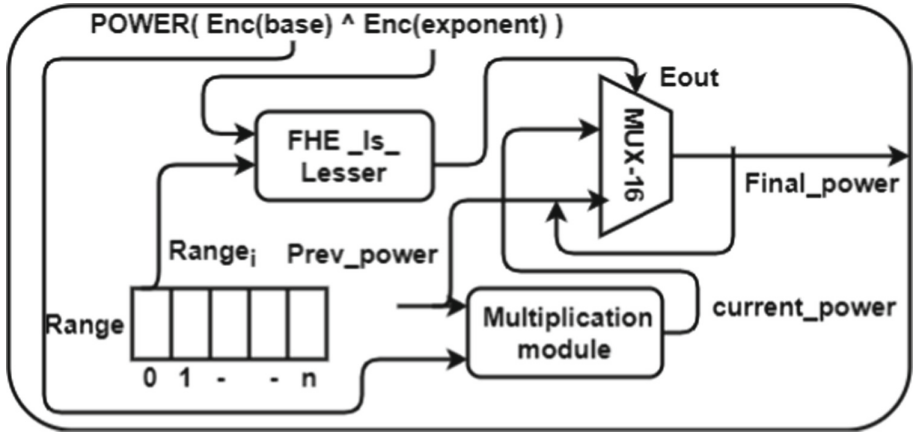 POWER( Enc(base) ^ Enc(exponent) )
Eout
FHE _Is_
Lesser
MUX-16
Final_power
Rangei
Prev_power
Range
Multiplication
module
current_power
0 1 - - n